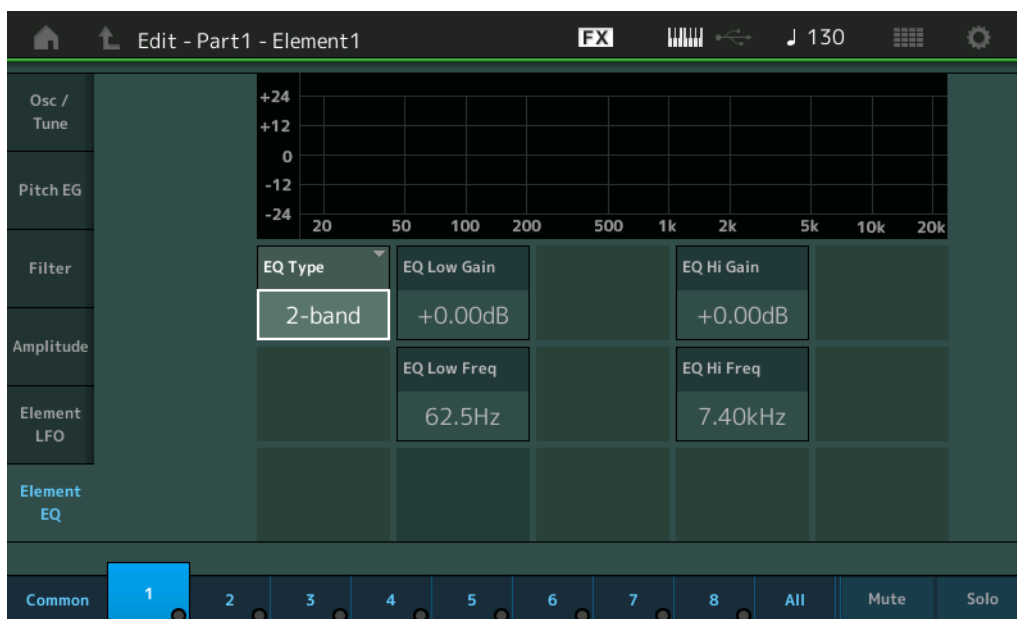 Edit - Part1 - Element1 FX ♩ 130
Osc /
Tune
Pitch EG
Filter
Amplitude
Element
LFO
Element
EQ
+24
+12
0
-12
-24
20 50 100 200 500 1k 2k 5k 10k 20k
EQ Type EQ Low Gain EQ Hi Gain
2-band +0.00dB +0.00dB
EQ Low Freq EQ Hi Freq
62.5Hz 7.40kHz
Common 1 2 3 4 5 6 7 8 All Mute Solo